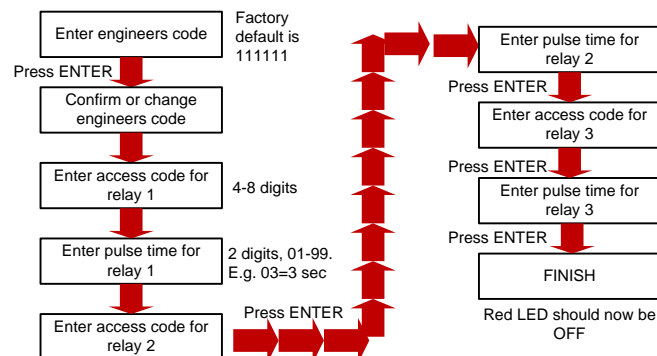 Enter engineers code
Factory
default is
111111
Press ENTER
Confirm or change
engineers code
Enter access code for
relay 1
4-8 digits
Enter pulse time for
relay 1
2 digits, 01-99.
E.g. 03=3 sec
Enter access code for
relay 2
Press ENTER
Enter pulse time for
relay 2
Press ENTER
Enter access code for
relay 3
Press ENTER
Enter pulse time for
relay 3
Press ENTER
FINISH
Red LED should now be
OFF